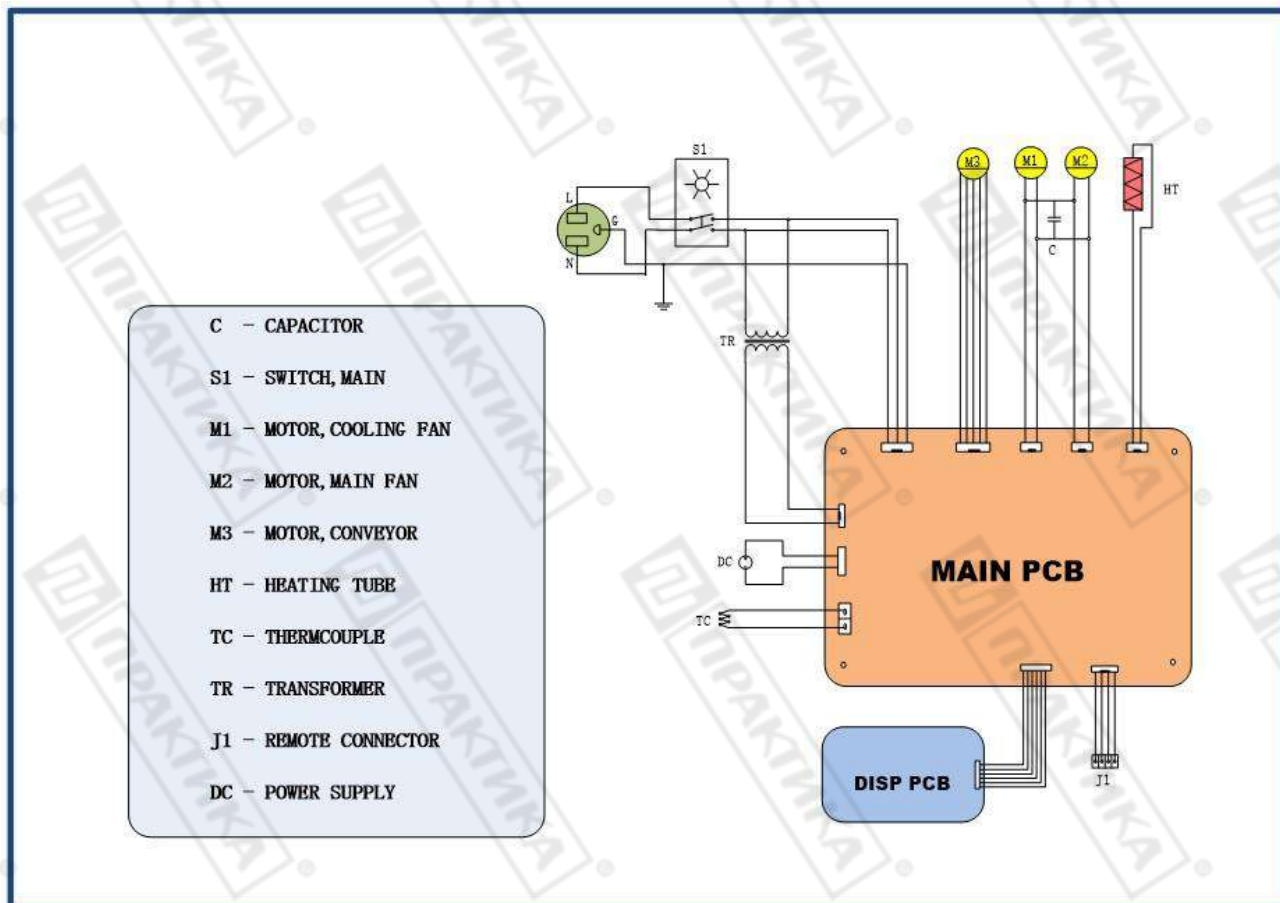 S1
M3
M1
M2
HT
L
G
N
C
TR
DC
TC
MAIN PCB
DISP PCB
J1
C - CAPACITOR
S1 - SWITCH, MAIN
M1 - MOTOR, COOLING FAN
M2 - MOTOR, MAIN FAN
M3 - MOTOR, CONVEYOR
HT - HEATING TUBE
TC - THERMCOUPLE
TR - TRANSFORMER
J1 - REMOTE CONNECTOR
DC - POWER SUPPLY
ПРАКТИКА